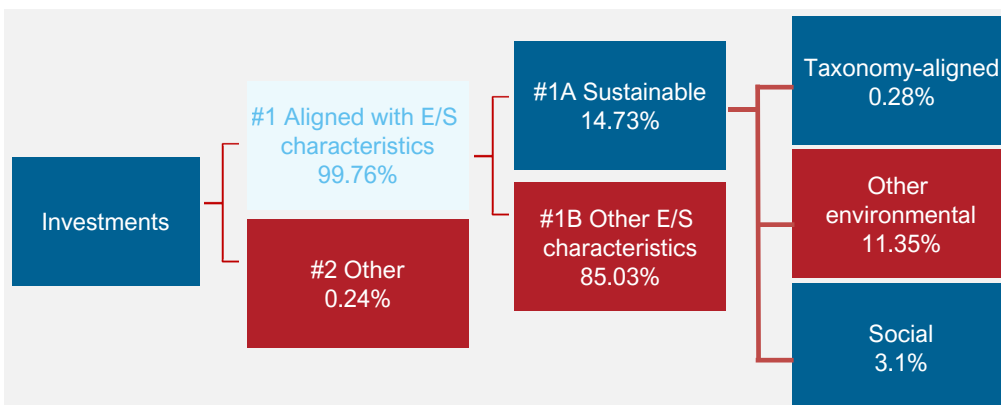 Investments
#1 Aligned with E/S
characteristics
99.76%
#2 Other
0.24%
#1A Sustainable
14.73%
#1B Other E/S
characteristics
85.03%
Taxonomy-aligned
0.28%
Other
environmental
11.35%
Social
3.1%